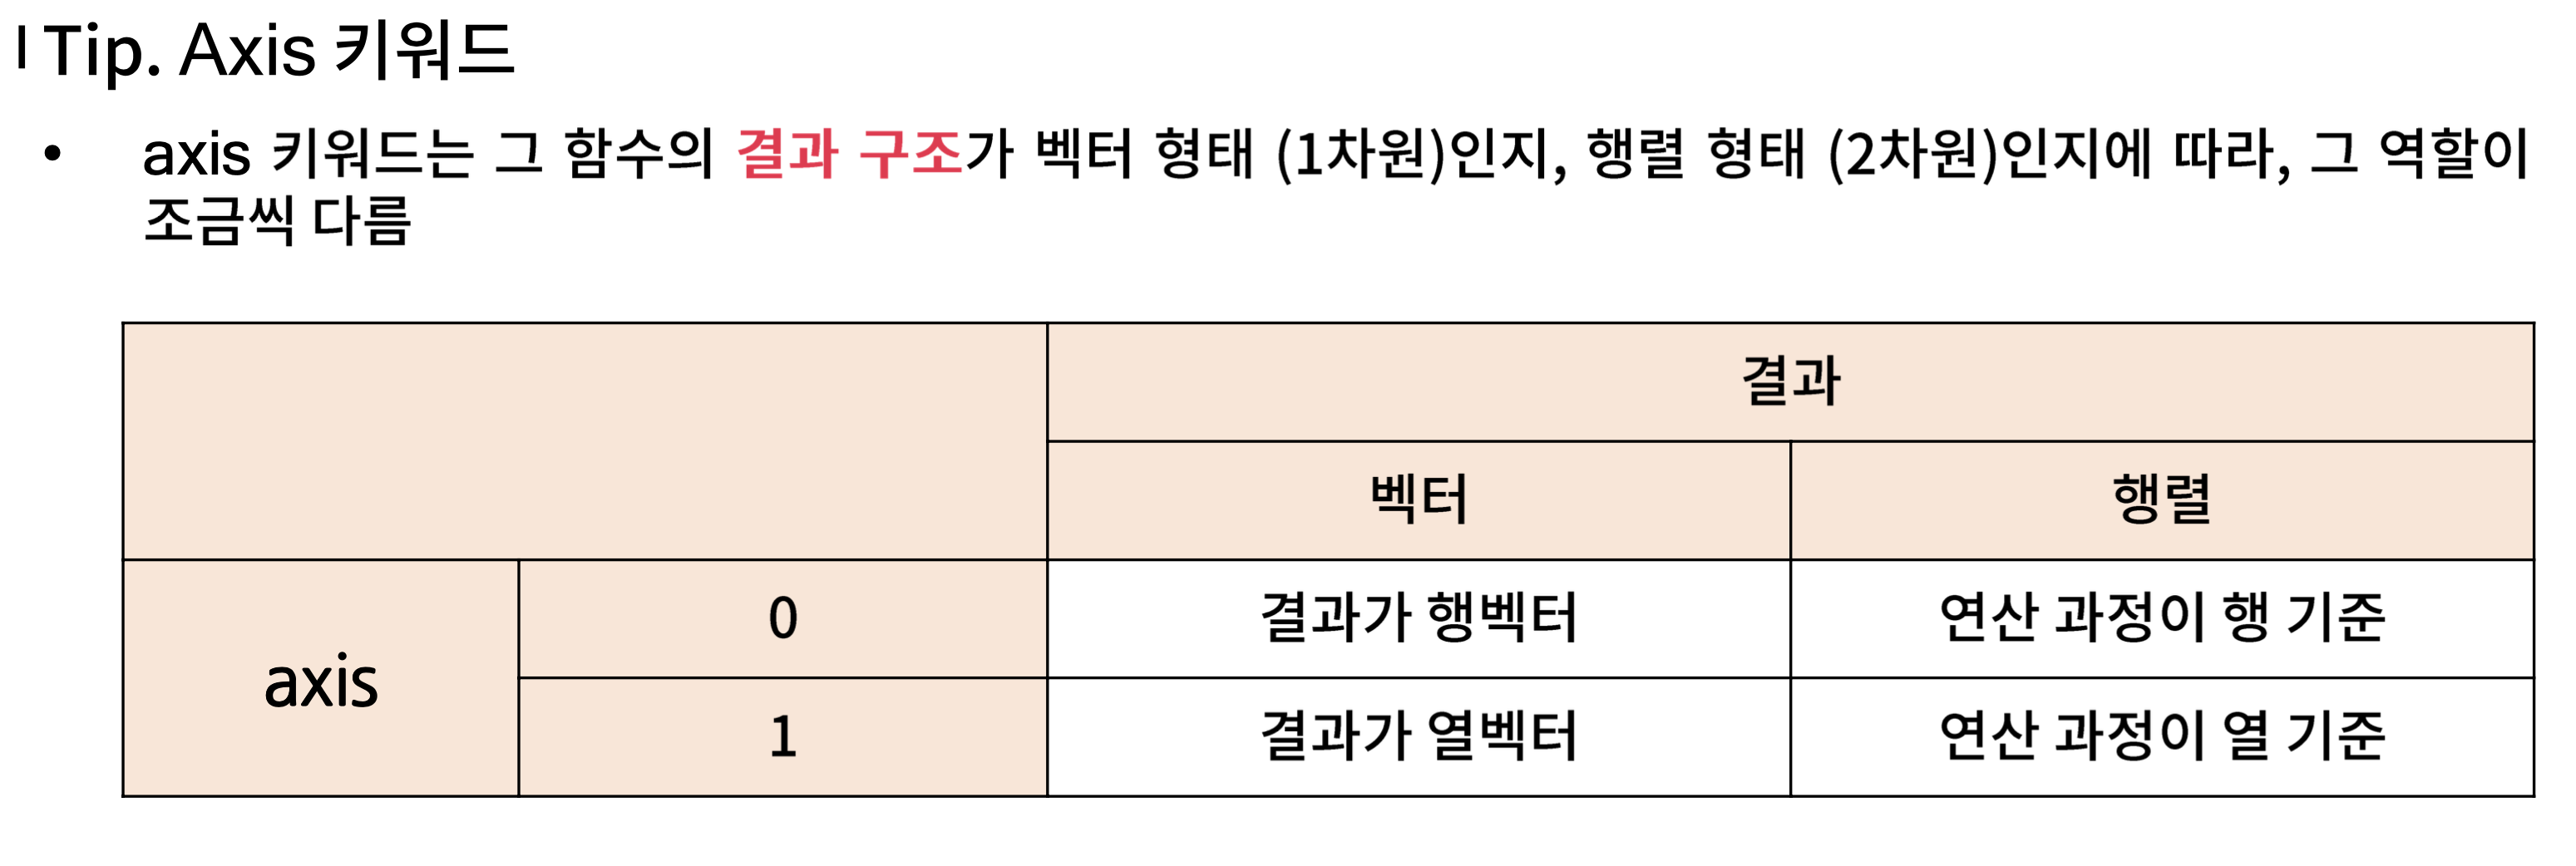 Tip. Axis 키워드
• axis 키워드는 그 함수의 결과 구조가 벡터 형태 (1차원)인지, 행렬 형태 (2차원)인지에 따라, 그 역할이
조금씩 다름
결과
벡터 행렬
axis
0 결과가 행벡터 연산 과정이 행 기준
1 결과가 열벡터 연산 과정이 열 기준